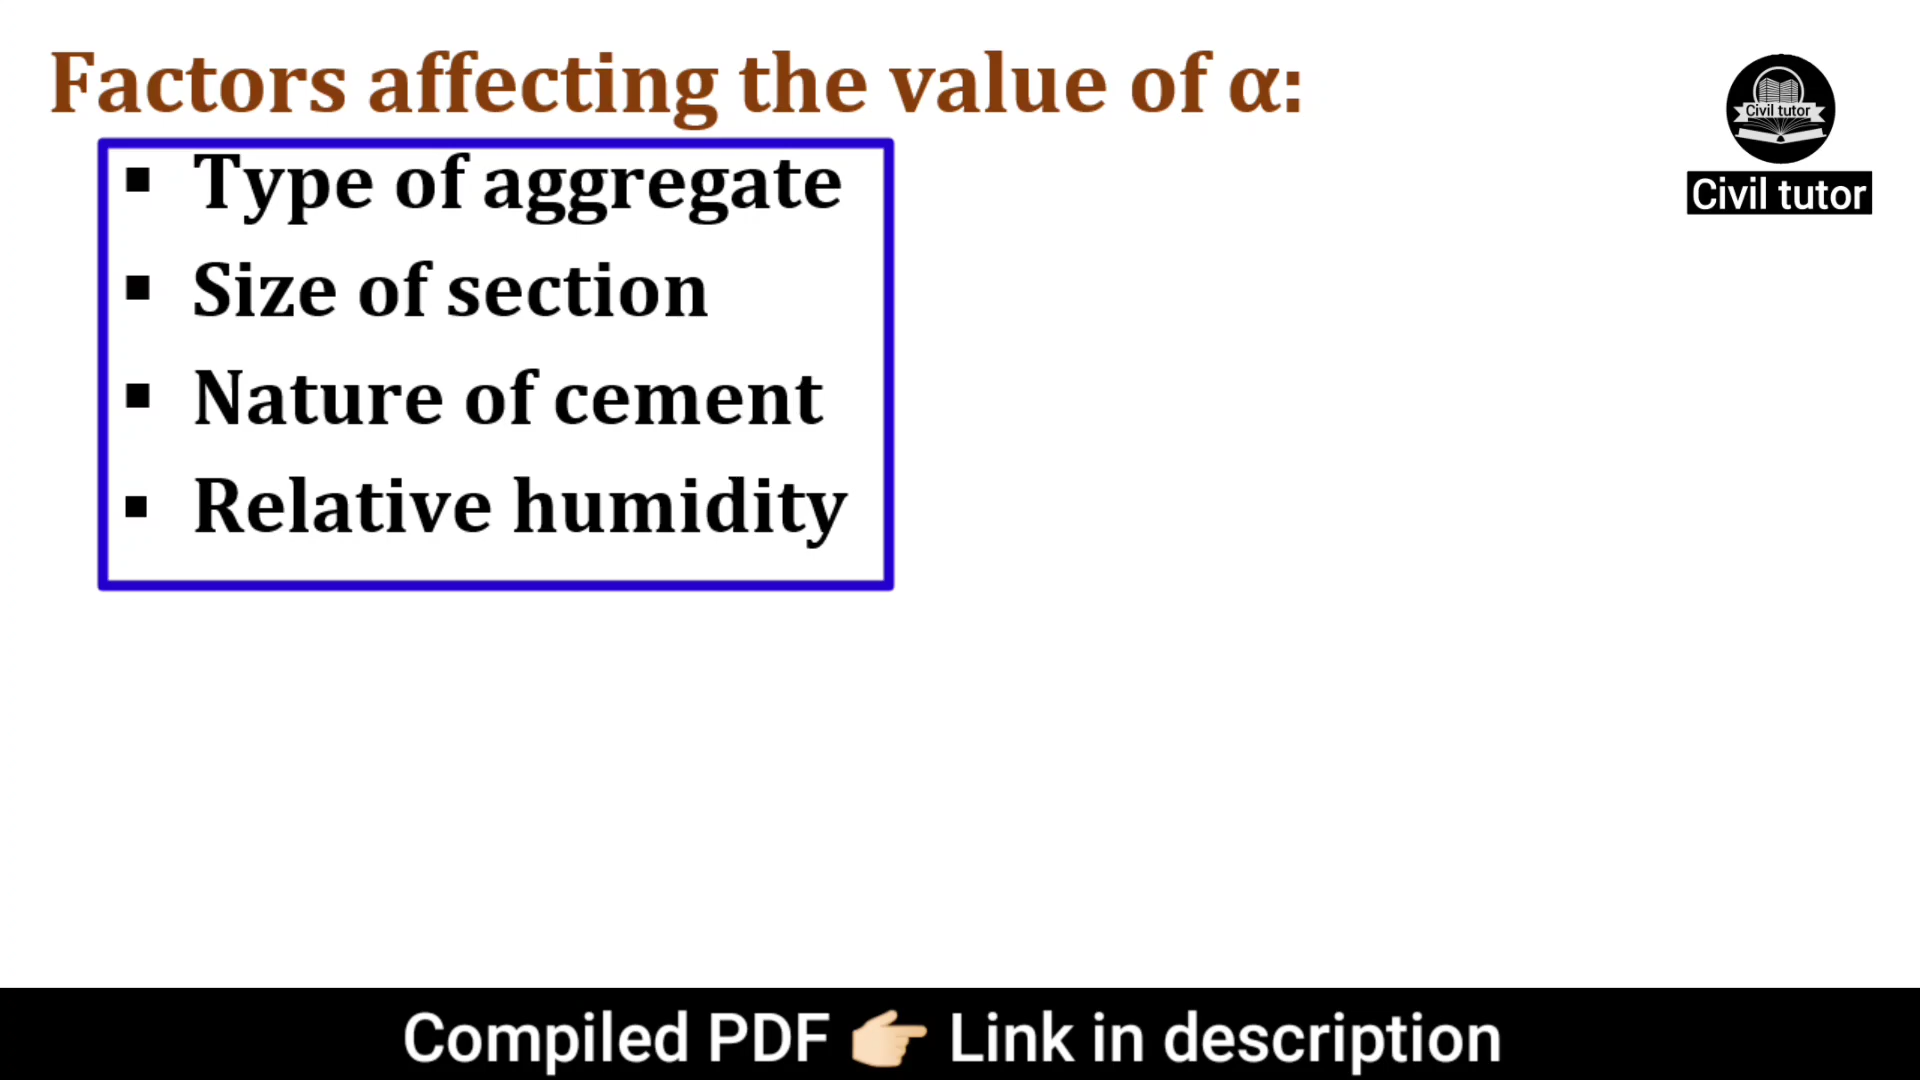 Factors affecting the value of α:
▪ Type of aggregate
▪ Size of section
▪ Nature of cement
▪ Relative humidity
Civil tutor
Civil tutor
Compiled PDF 👉🏻 Link in description